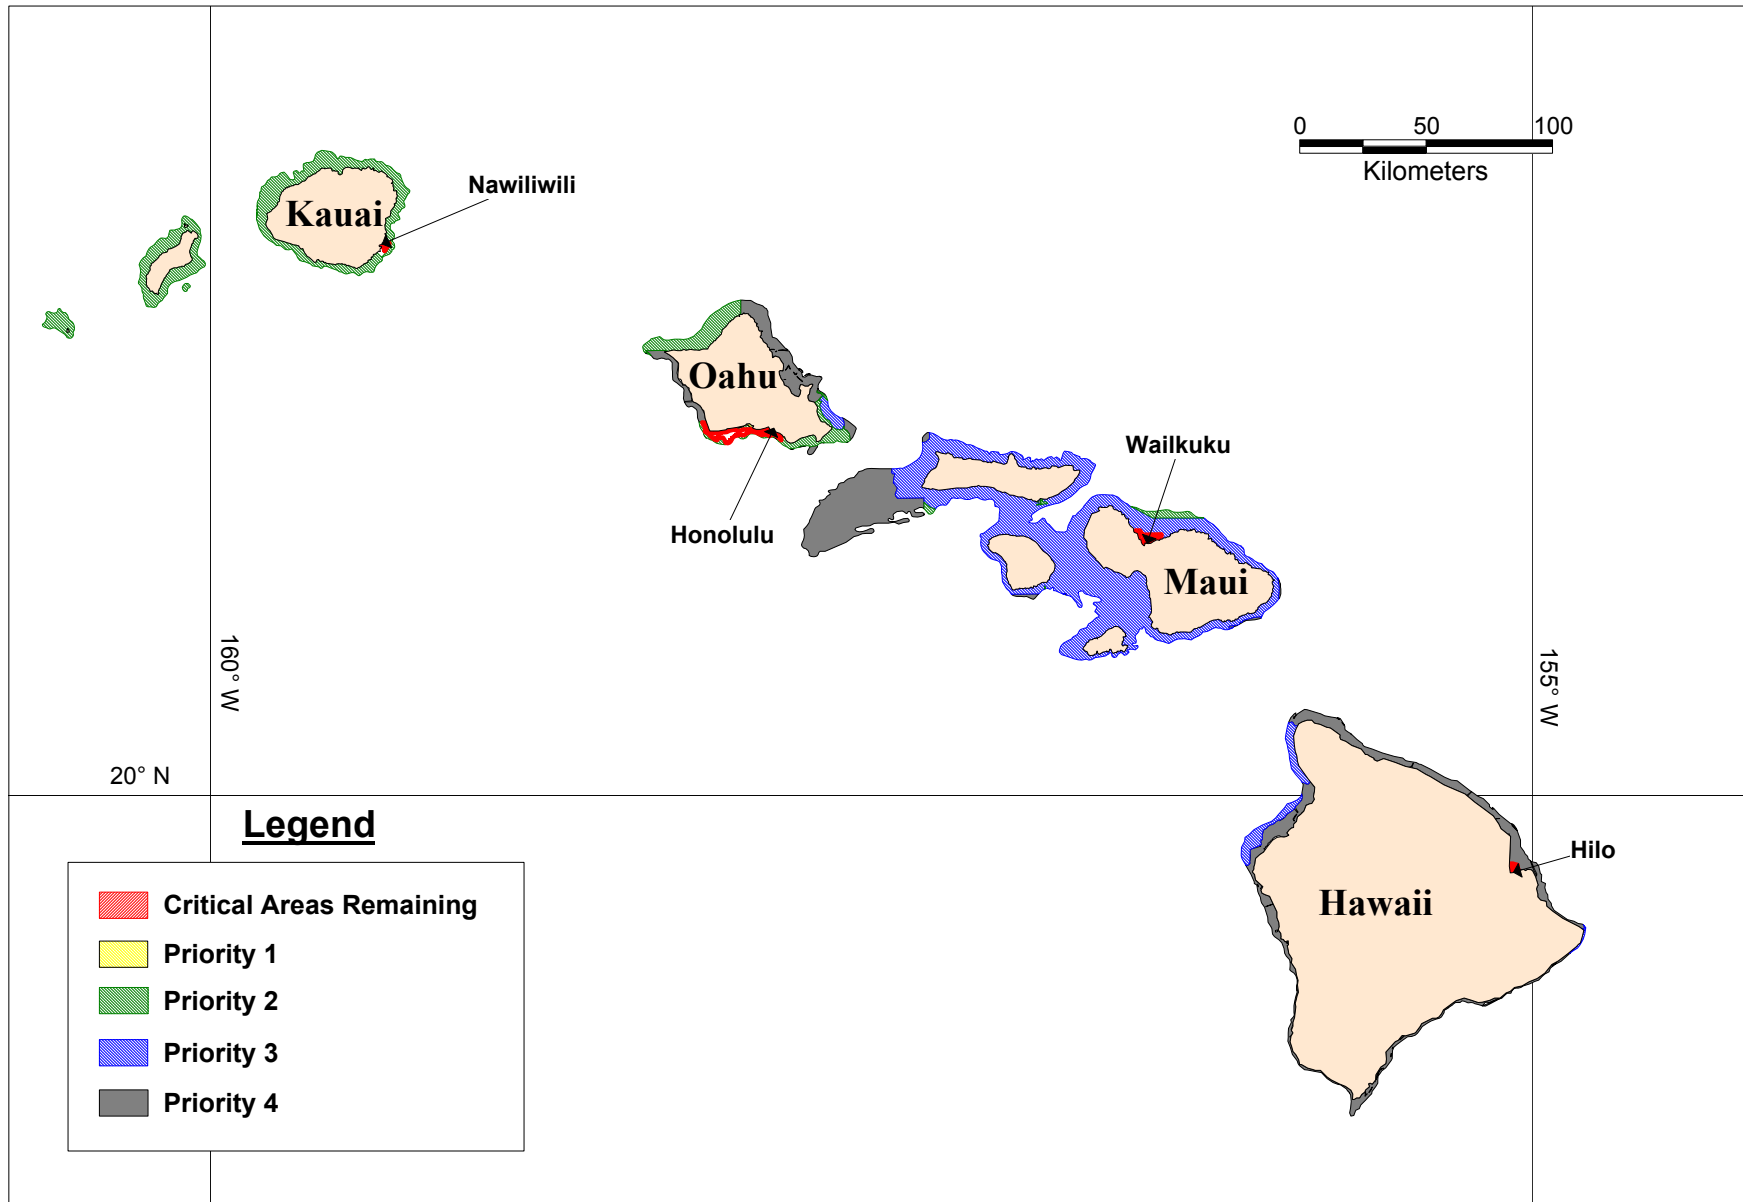 0 50 100
Kilometers
Nawiliwili
Kauai
Oahu
Wailkuku
Honolulu
Maui
160° W
155° W
20° N
Legend
Hilo
Hawaii
Critical Areas Remaining
Priority 1
Priority 2
Priority 3
Priority 4